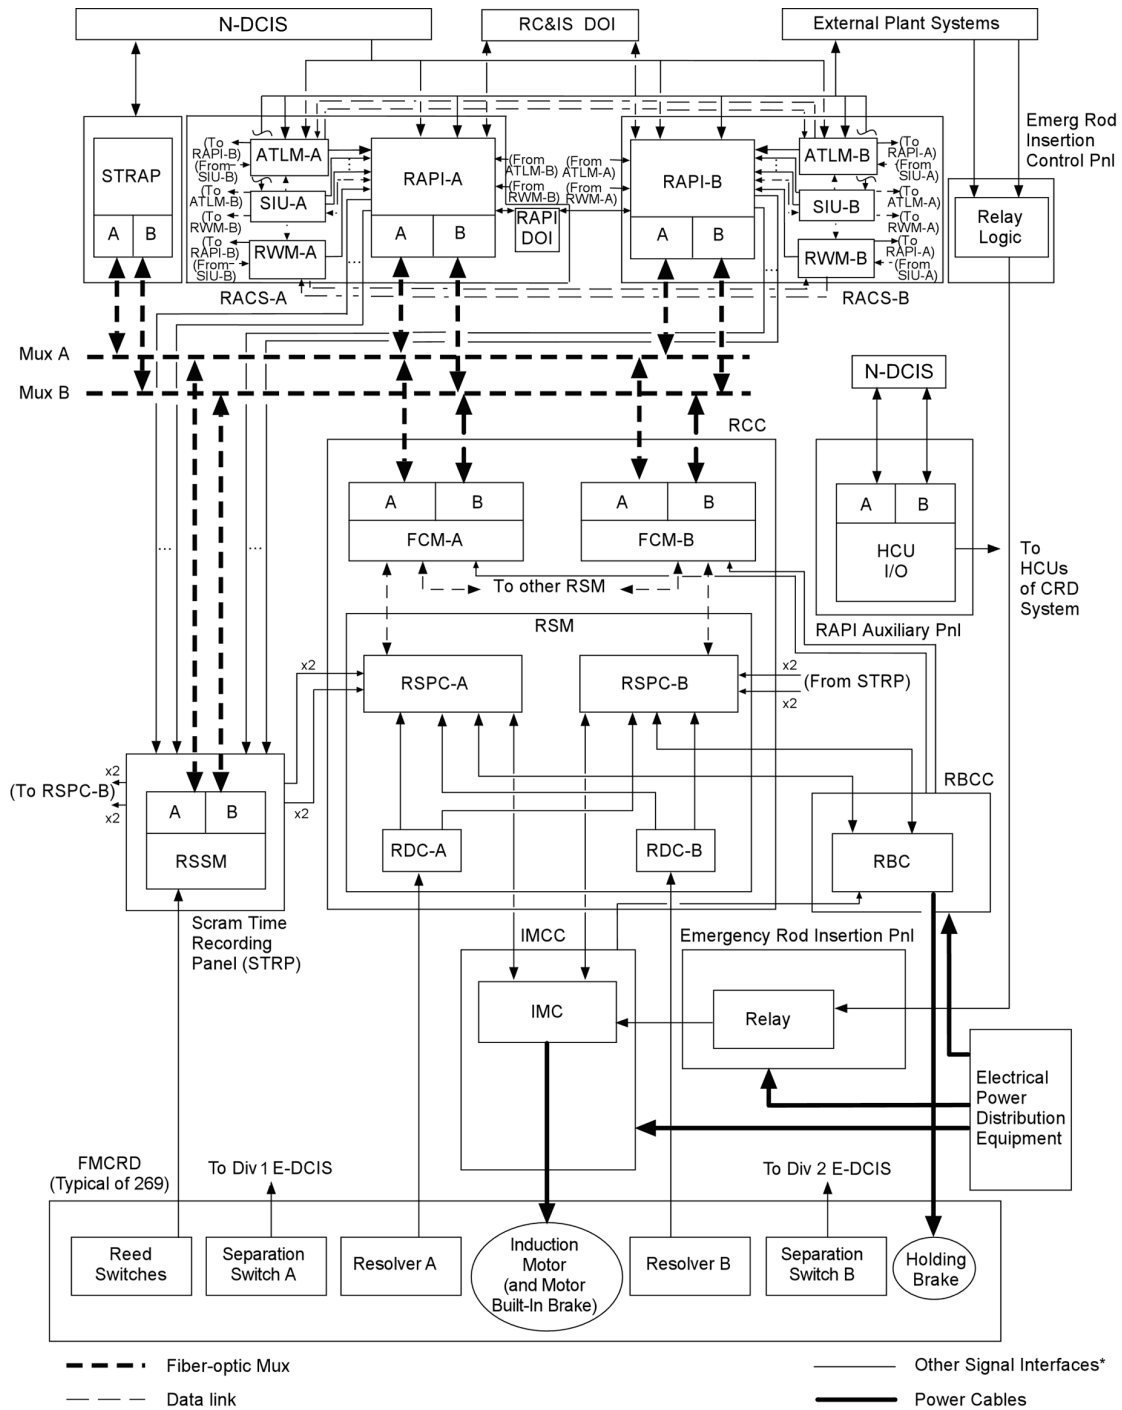 N-DCIS
RC&IS DOI
External Plant Systems
Emerg Rod
Insertion
Control Pnl
STRAP
A
B
(To
RAPI-B)
(From
SIU-B)
(To
ATLM-B)
(To
RWM-B)
(To
RAPI-B)
(From
SIU-B)
ATLM-A
SIU-A
RWM-A
RAPI-A
A
B
(From
ATLM-B)
(From
RWM-B)
RAPI
DOI
(From
ATLM-A)
(From
RWM-A)
RAPI-B
A
B
ATLM-B
SIU-B
RWM-B
(To
RAPI-A)
(From
SIU-A)
(To
ATLM-A)
(To
RWM-A)
(To
RAPI-A)
(From
SIU-A)
Relay
Logic
RACS-A
RACS-B
...
...
Mux A
Mux B
N-DCIS
RCC
A
B
FCM-A
A
B
FCM-B
A
B
HCU
I/O
To
HCUs
of CRD
System
...
...
To other RSM
RAPI Auxiliary Pnl
RSM
x2
RSPC-A
RSPC-B
x2
(From STRP)
x2
x2
(To RSPC-B)
x2
x2
A
B
RSSM
RDC-A
RDC-B
RBCC
RBC
Scram Time
Recording
Panel (STRP)
IMCC
Emergency Rod Insertion Pnl
IMC
Relay
Electrical
Power
Distribution
Equipment
FMCRD
(Typical of 269)
To Div 1 E-DCIS
To Div 2 E-DCIS
Reed
Switches
Separation
Switch A
Resolver A
Induction
Motor
(and Motor
Built-In Brake)
Resolver B
Separation
Switch B
Holding
Brake
Fiber-optic Mux
Other Signal Interfaces*
Data link
Power Cables